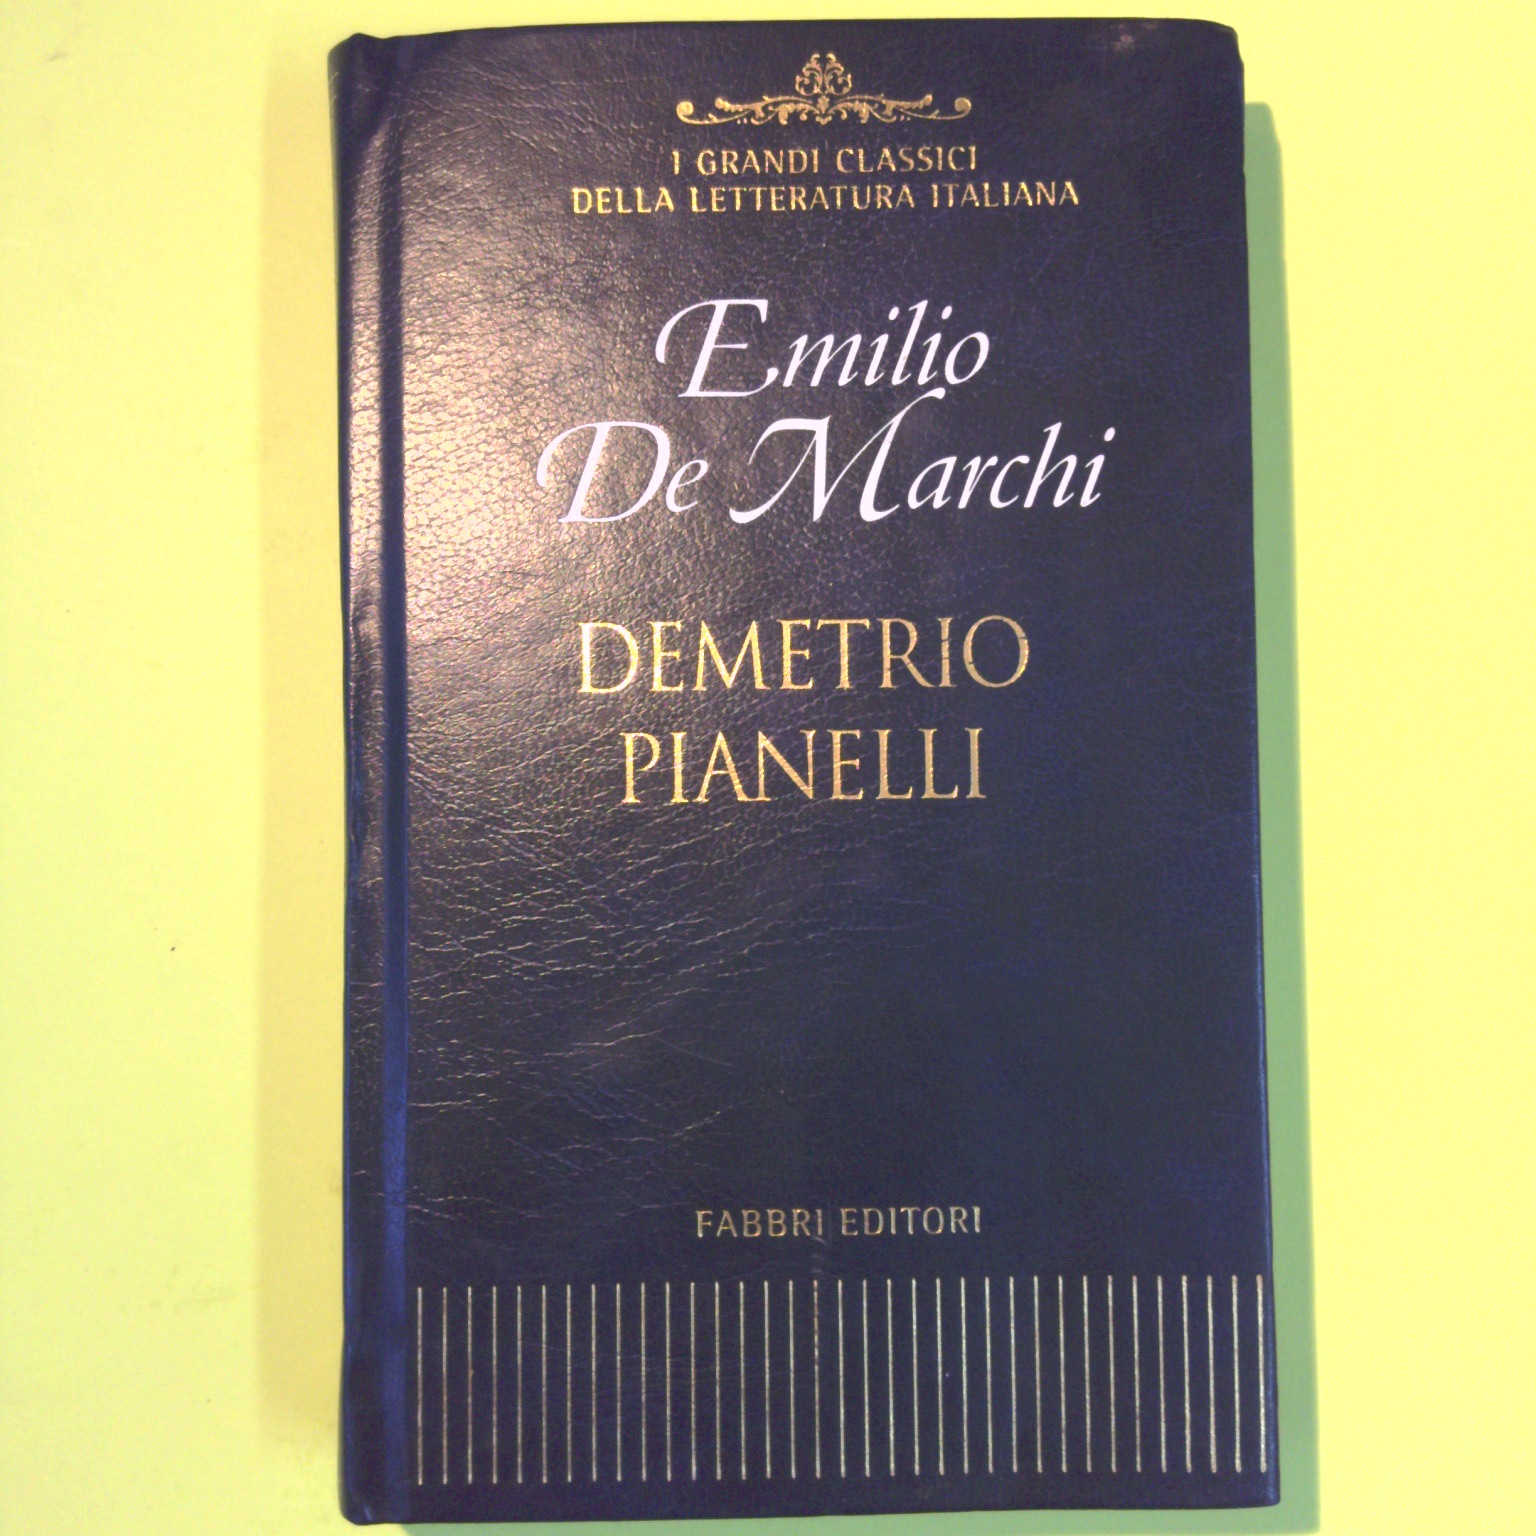 I GRANDI CLASSICI
DELLA LETTERATURA ITALIANA
Emilio
De Marchi
DEMETRIO
PIANELLI
FABBRI EDITORI